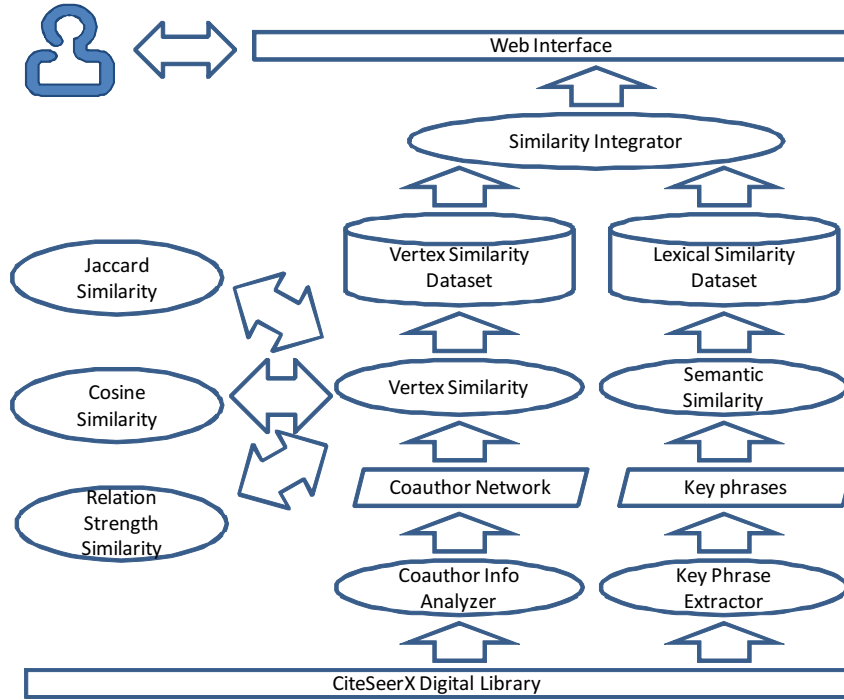 Web Interface
Similarity Integrator
Vertex Similarity
Dataset
Lexical Similarity
Dataset
Jaccard
Similarity
Cosine
Similarity
Vertex Similarity
Semantic
Similarity
Relation
Strength
Similarity
Coauthor Network
Key phrases
Coauthor Info
Analyzer
Key Phrase
Extractor
CiteSeerX Digital Library